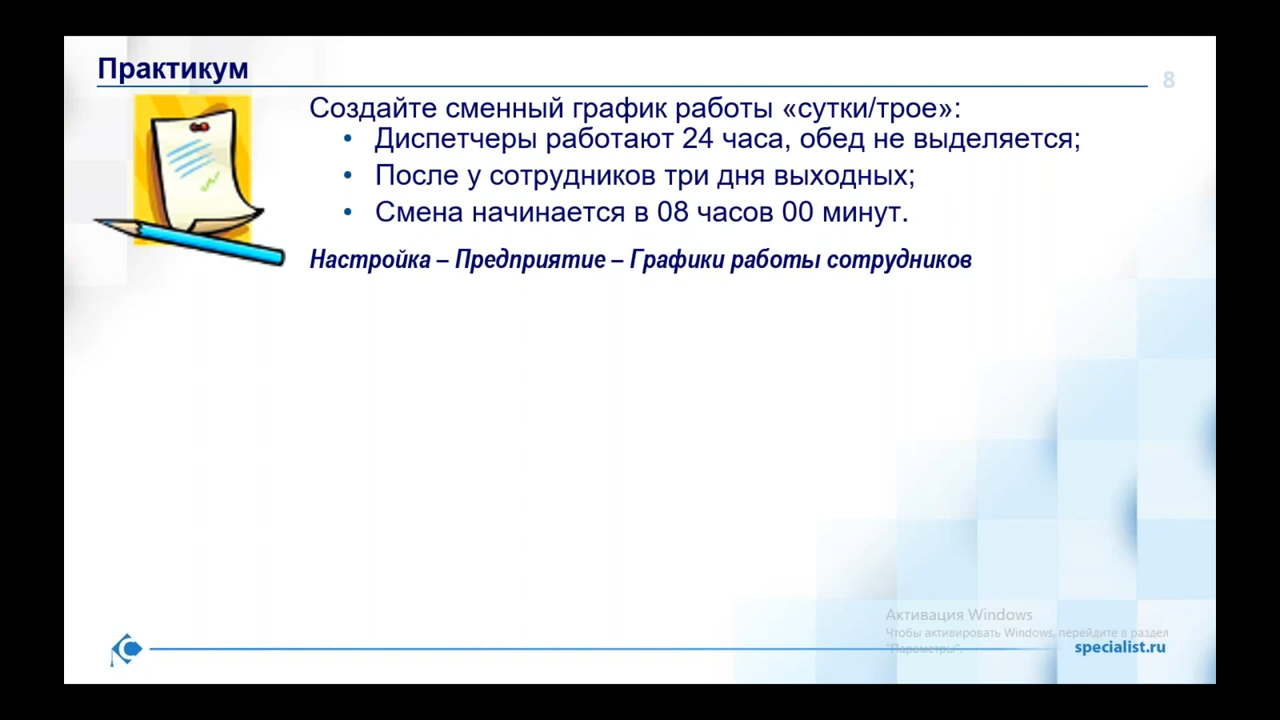 Практикум
8
Создайте сменный график работы «сутки/трое»:
• Диспетчеры работают 24 часа, обед не выделяется;
• После у сотрудников три дня выходных;
• Смена начинается в 08 часов 00 минут.
Настройка – Предприятие – Графики работы сотрудников
Активация Windows
Чтобы активировать Windows, перейдите в раздел
"Параметры".
specialist.ru